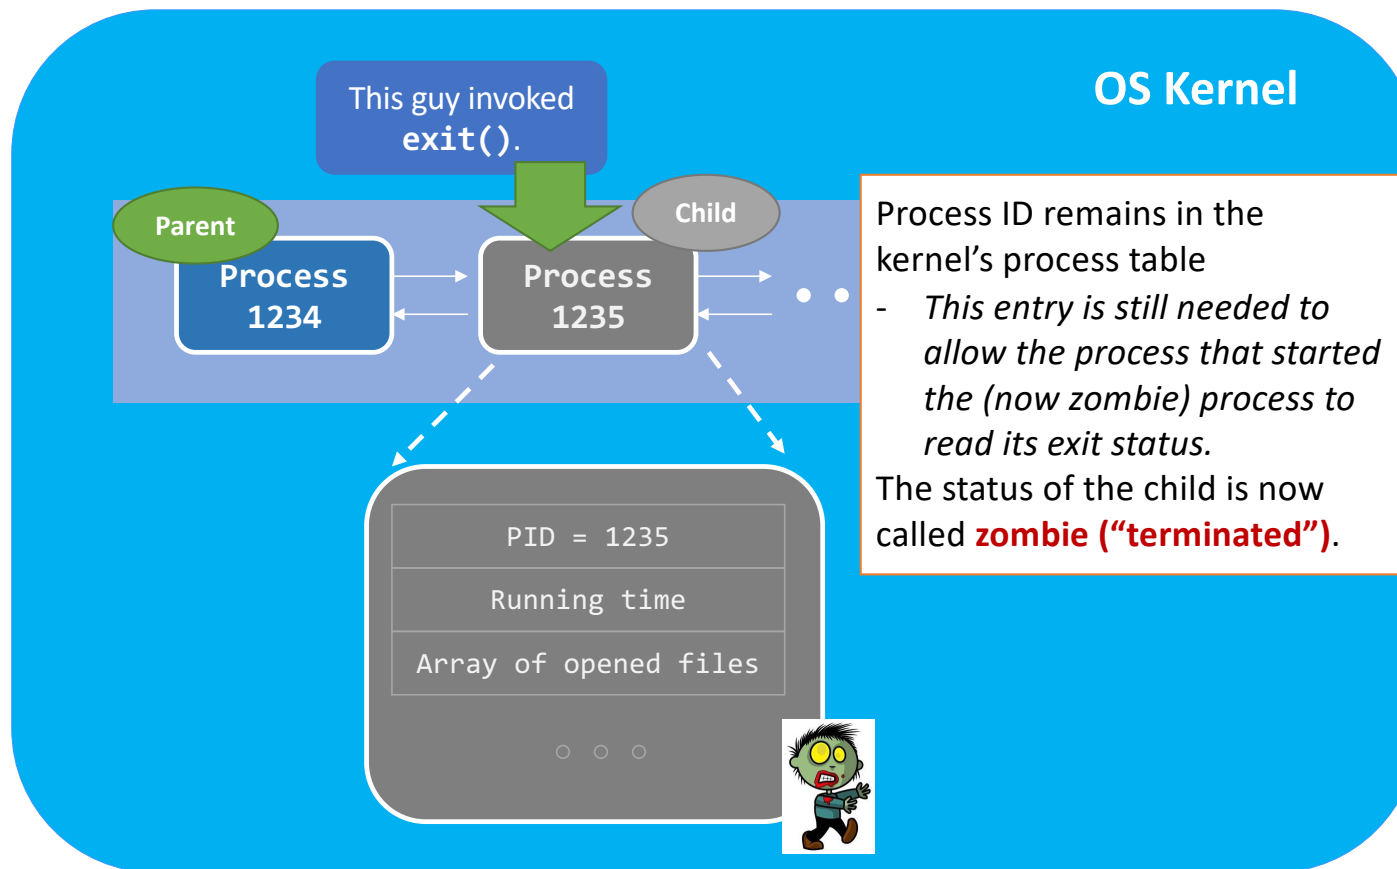 OS Kernel
This guy invoked
exit().
Parent
Child
Process
1234
Process
1235
Process ID remains in the
kernel’s process table
- This entry is still needed to
allow the process that started
the (now zombie) process to
read its exit status.
The status of the child is now
called zombie (“terminated”).
PID = 1235
Running time
Array of opened files